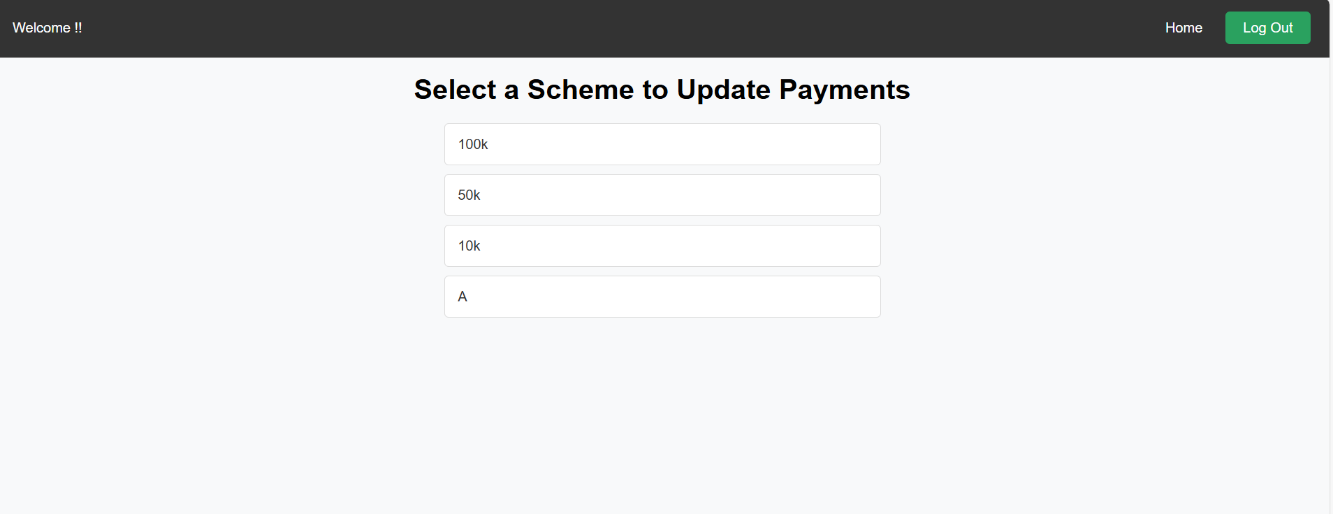 Welcome !! Home Log Out
Select a Scheme to Update Payments
100k
50k
10k
A